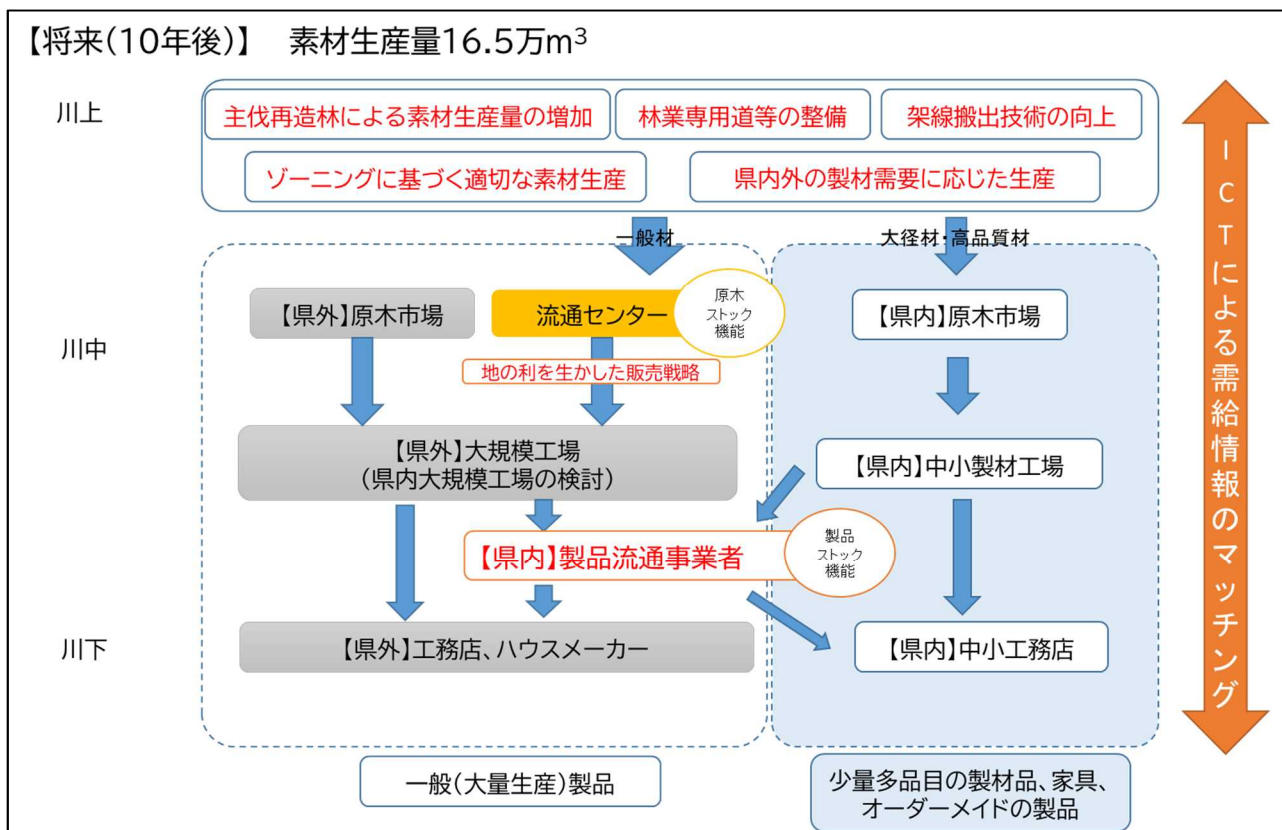 【将来(10年後)】 素材生産量16.5万m³
川上
主伐再造林による素材生産量の増加
林業専用道等の整備
架線搬出技術の向上
ゾーニングに基づく適切な素材生産
県内外の製材需要に応じた生産
一般材
大径材・高品質材
川中
【県外】原木市場
流通センター
原木
ストック
機能
【県内】原木市場
地の利を生かした販売戦略
【県外】大規模工場
(県内大規模工場の検討)
【県内】中小製材工場
【県内】製品流通事業者
製品
ストック
機能
川下
【県外】工務店、ハウスメーカー
【県内】中小工務店
一般(大量生産)製品
少量多品目の製材品、家具、
オーダーメイドの製品
ICTによる需給情報のマッチング